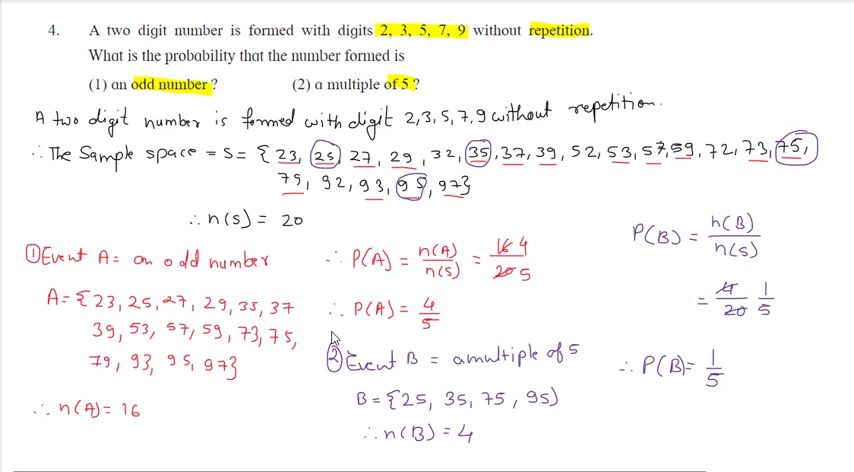 4. A two digit number is formed with digits 2, 3, 5, 7, 9 without repetition.
What is the probability that the number formed is
(1) an odd number ? (2) a multiple of 5 ?
A two digit number is formed with digit 2,3,5,7,9 without repetition.
∴ The Sample space = S = { 23, 25, 27, 29, 32, 35, 37, 39, 52, 53, 57, 59, 72, 73, 75,
79, 92, 93, 95, 97}
∴ n(S) = 20
① Event A = an odd number
A = {23, 25, 27, 29, 35, 37
39, 53, 57, 59, 73, 75,
79, 93, 95, 97}
∴ n(A) = 16
∴ P(A) = n(A)/n(S) = 16/20 4/5
∴ P(A) = 4/5
② Event B = a multiple of 5
B = {25, 35, 75, 95)
∴ n(B) = 4
P(B) = n(B)/n(S)
= 4/20 1/5
∴ P(B) = 1/5